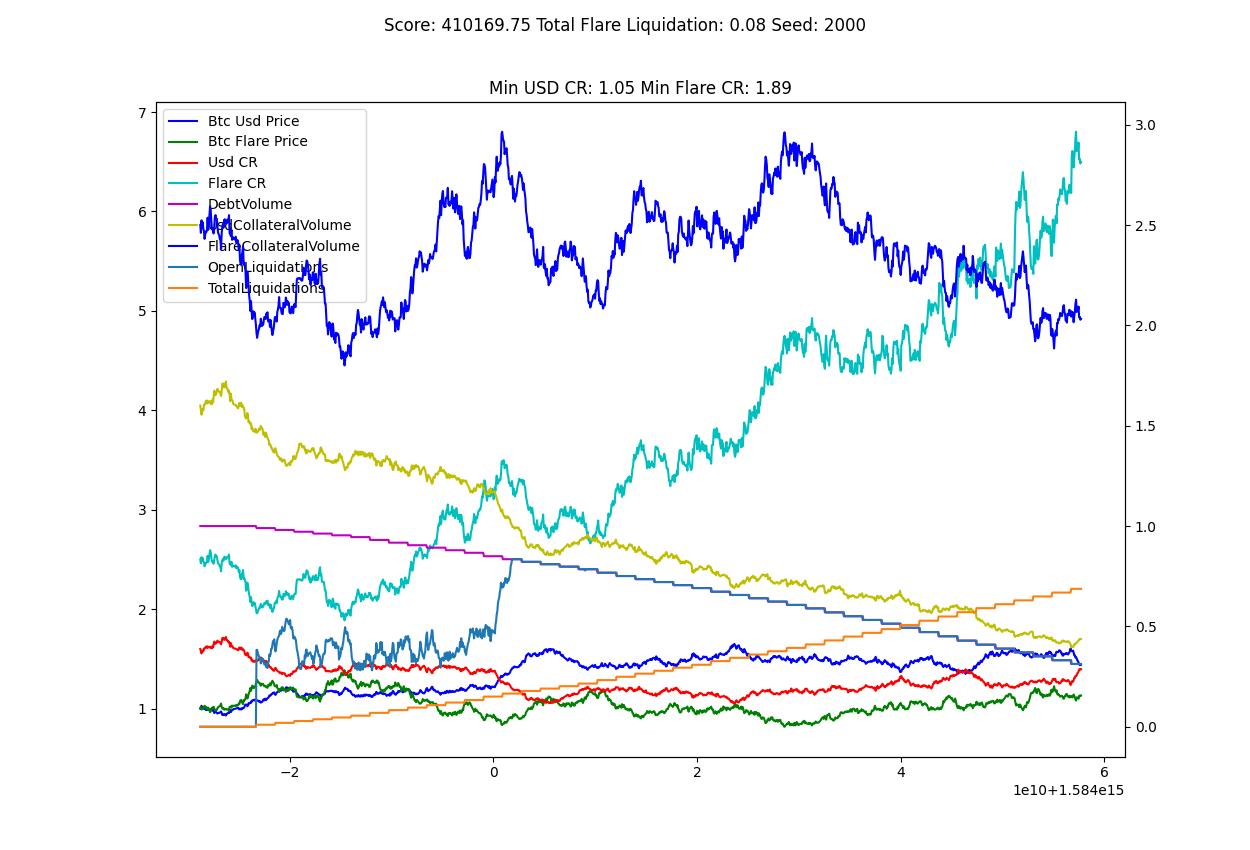 Score: 410169.75 Total Flare Liquidation: 0.08 Seed: 2000
Min USD CR: 1.05 Min Flare CR: 1.89
Btc Usd Price
Btc Flare Price
Usd CR
Flare CR
DebtVolume
UsdCollateralVolume
FlareCollateralVolume
OpenLiquidations
TotalLiquidations
7
6
5
4
3
2
1
3.0
2.5
2.0
1.5
1.0
0.5
0.0
−2
0
2
4
6
1e10+1.584e15